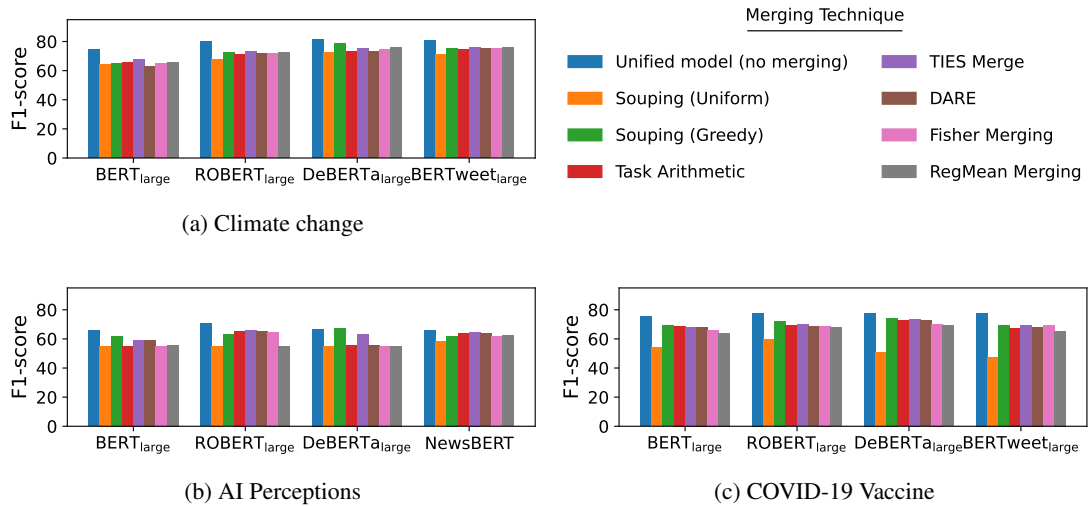 Merging Technique
Unified model (no merging)
Souping (Uniform)
Souping (Greedy)
Task Arithmetic
TIES Merge
DARE
Fisher Merging
RegMean Merging
F1-score
80
60
40
20
0
BERTlarge ROBERTlarge DeBERTalarge BERTweetlarge
(a) Climate change
F1-score
80
60
40
20
0
BERTlarge ROBERTlarge DeBERTalarge NewsBERT
(b) AI Perceptions
F1-score
80
60
40
20
0
BERTlarge ROBERTlarge DeBERTalarge BERTweetlarge
(c) COVID-19 Vaccine